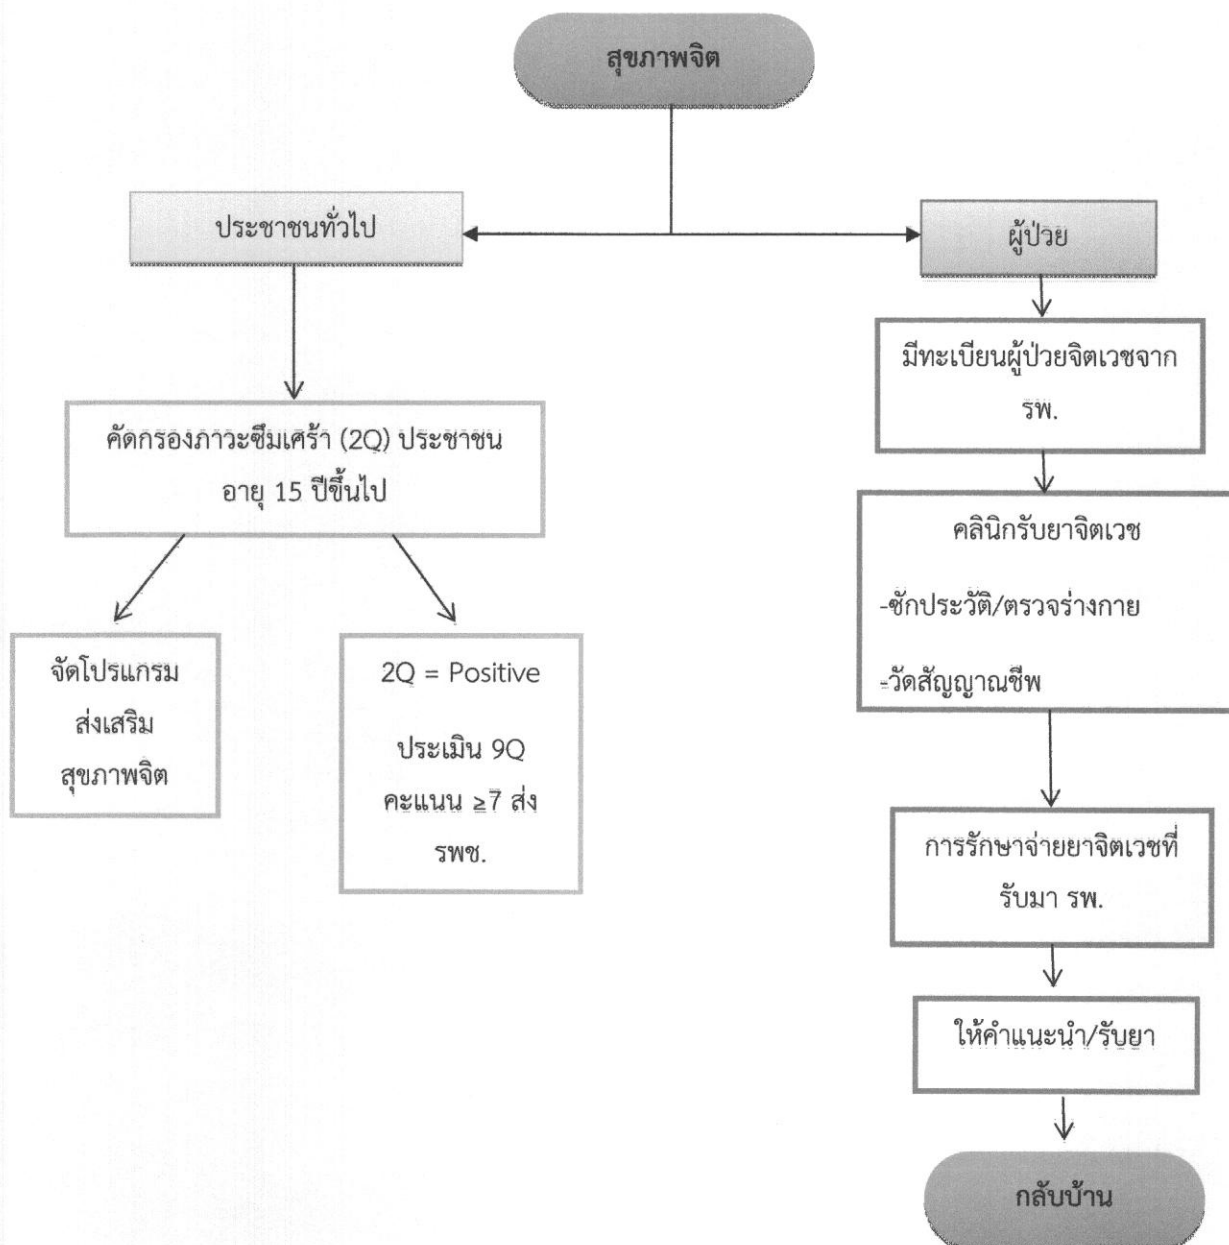 สุขภาพจิต
ประชาชนทั่วไป
ผู้ป่วย
คัดกรองภาวะซึมเศร้า (2Q) ประชาชน
อายุ 15 ปีขึ้นไป
จัดโปรแกรม
ส่งเสริม
สุขภาพจิต
2Q = Positive
ประเมิน 9Q
คะแนน ≥7 ส่ง
รพช.
มีทะเบียนผู้ป่วยจิตเวชจาก
รพ.
คลินิกรับยาจิตเวช
-ซักประวัติ/ตรวจร่างกาย
-วัดสัญญาณชีพ
การรักษาจ่ายยาจิตเวชที่
รับมา รพ.
ให้คำแนะนำ/รับยา
กลับบ้าน